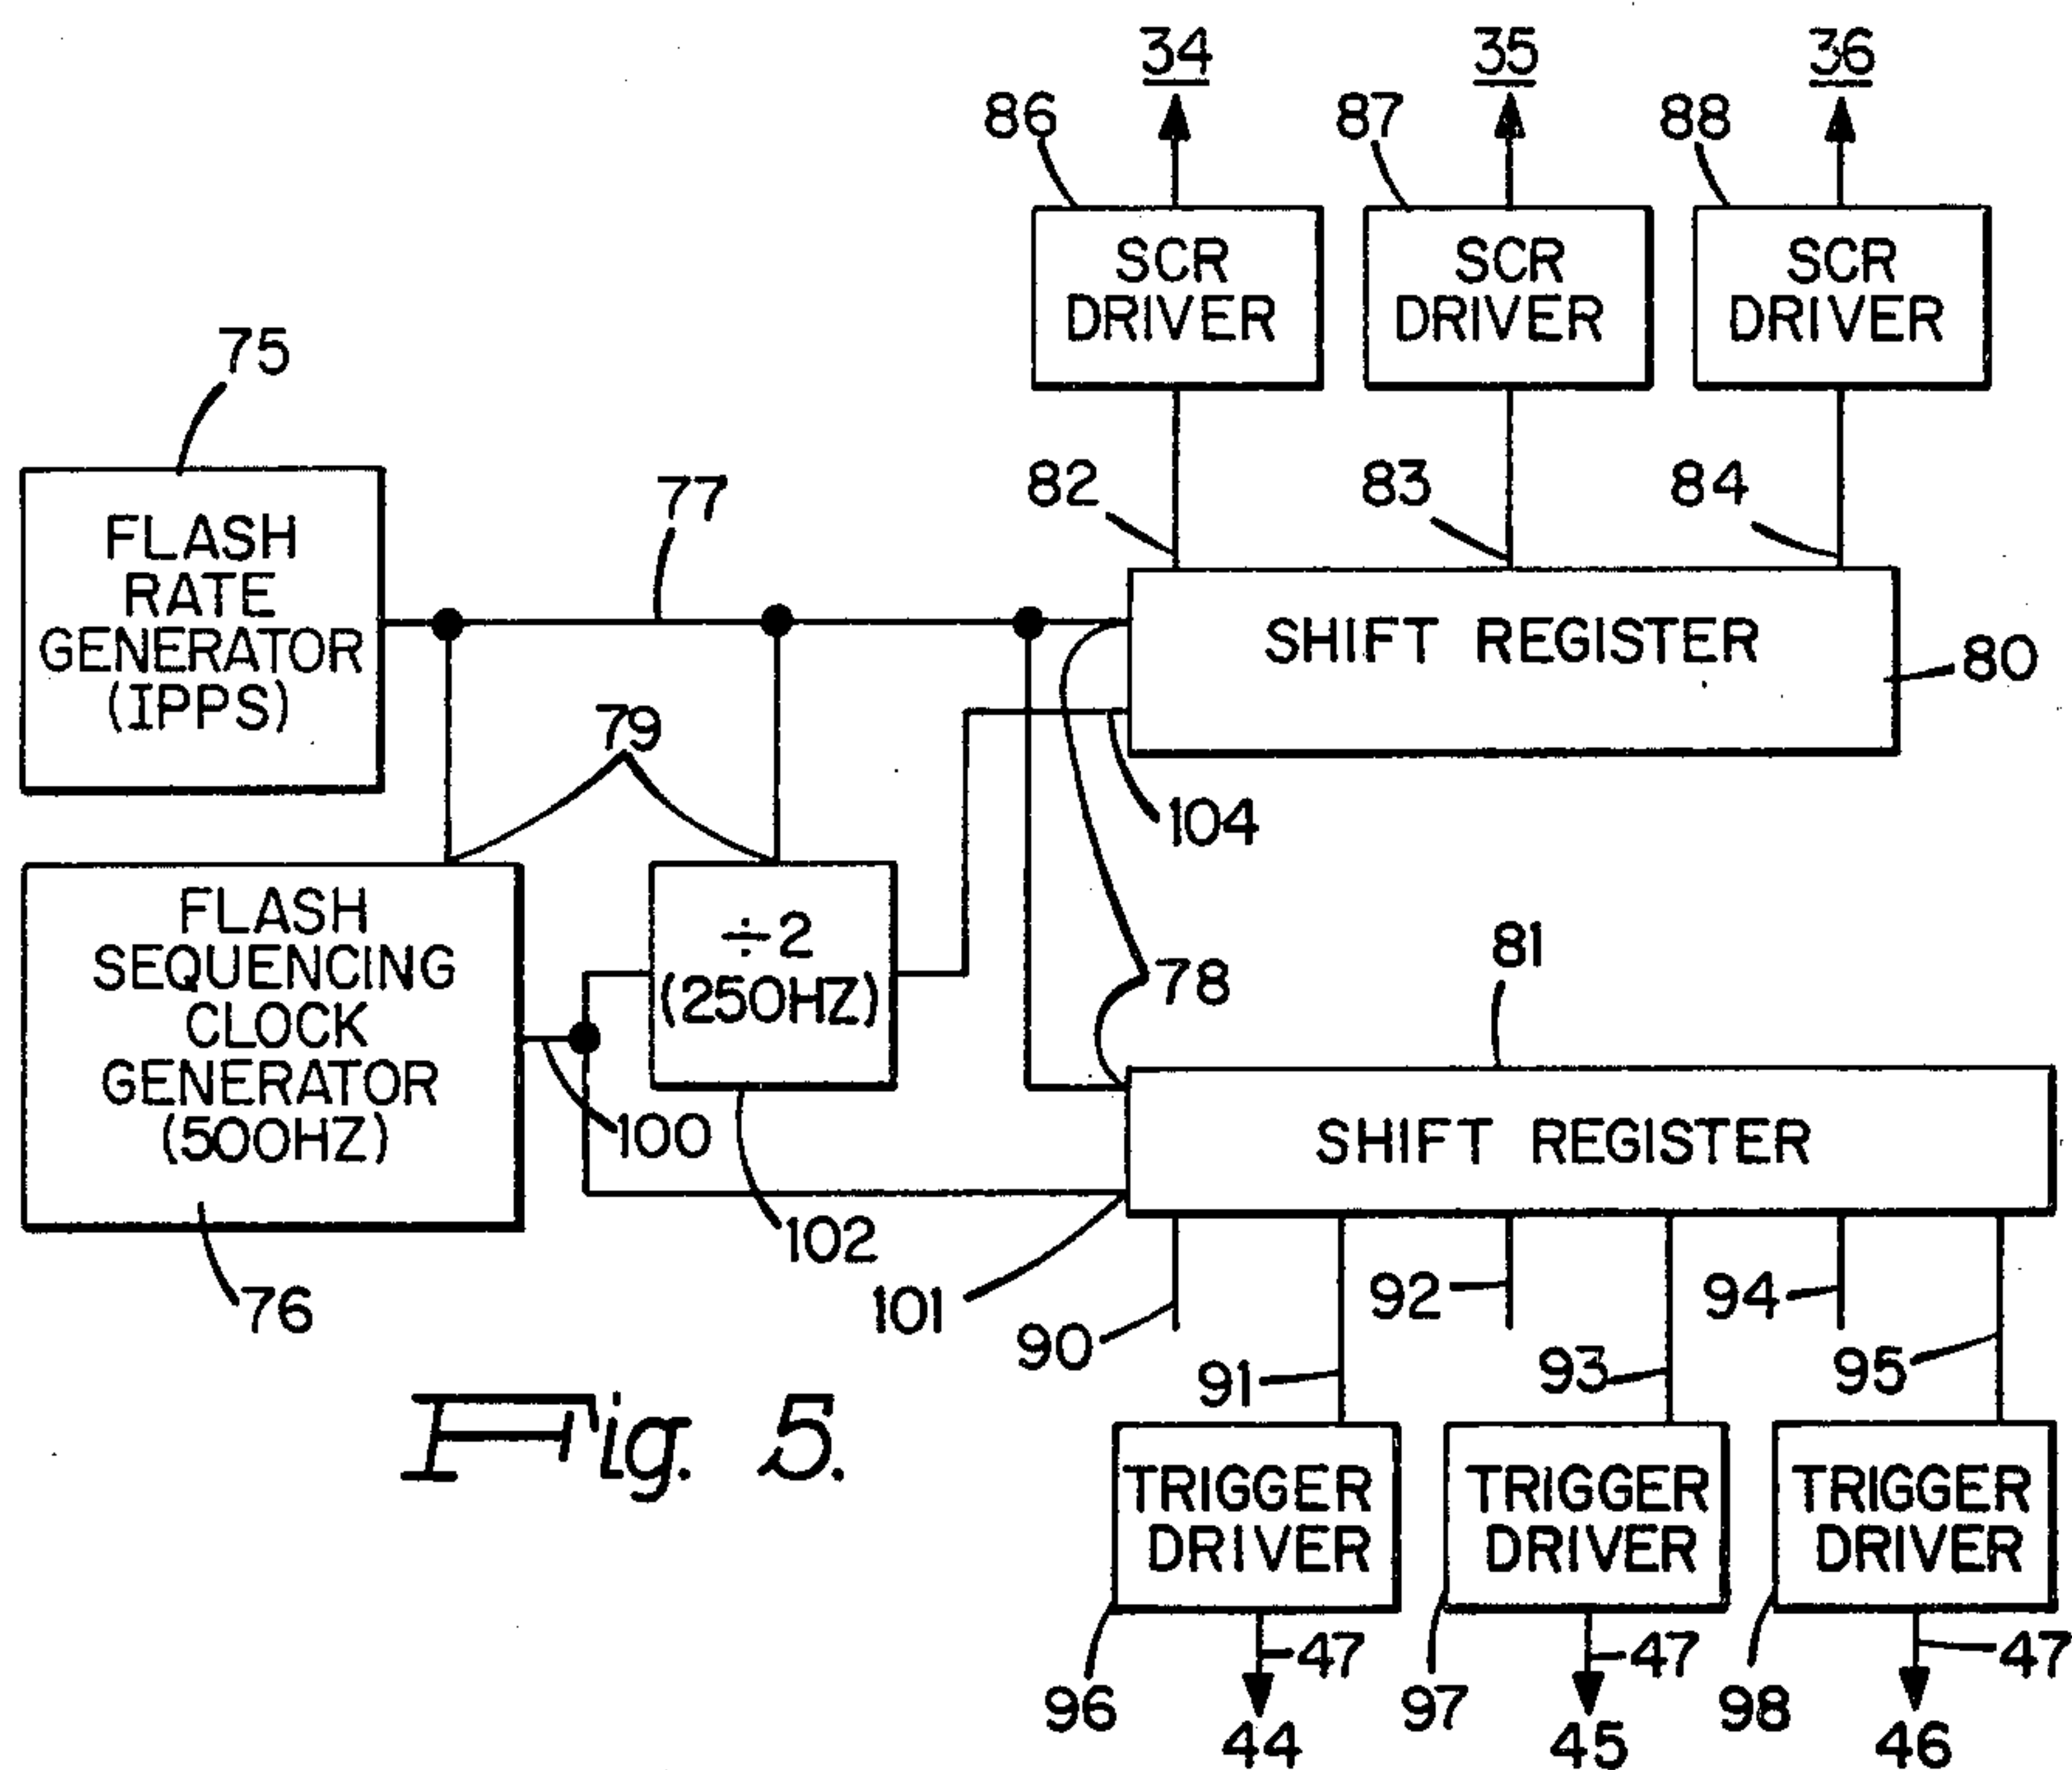 34 35 36
86 87 88
SCR DRIVER
SCR DRIVER
SCR DRIVER
75
77
82 83 84
FLASH
RATE
GENERATOR
(1PPS)
SHIFT REGISTER
80
79
104
FLASH
SEQUENCING
CLOCK
GENERATOR
(500HZ)
÷2
(250HZ)
78
81
100
SHIFT REGISTER
102
76
101
90
92
94
91
93
95
Fig. 5.
TRIGGER DRIVER
TRIGGER DRIVER
TRIGGER DRIVER
47 47 47
96 97 98
44 45 46